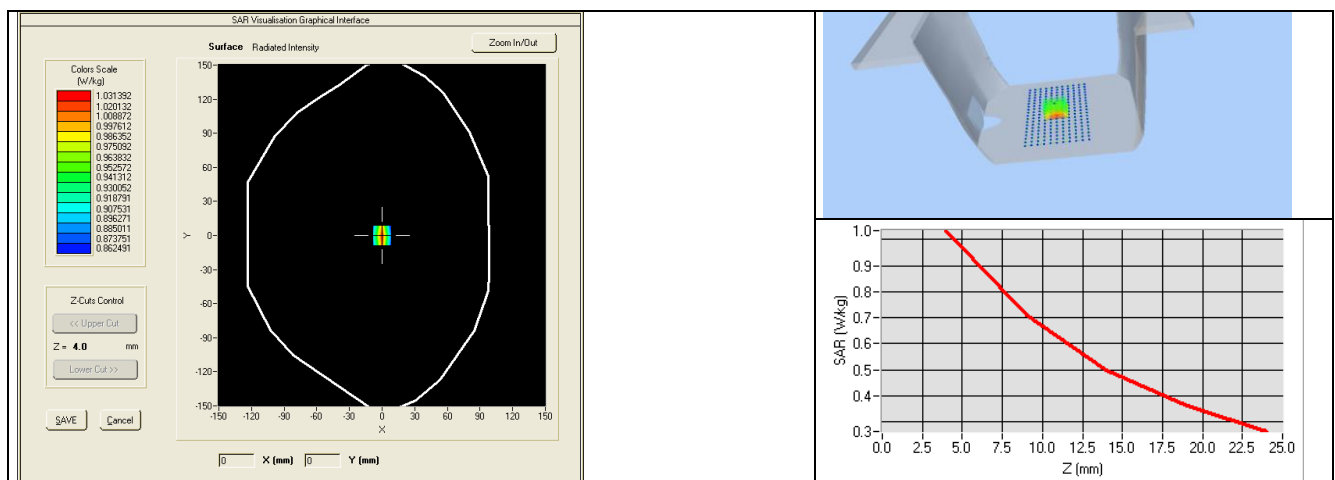 SAR Visualisation Graphical Interface
Surface Radiated Intensity
Zoom In/Out
Colors Scale
(W/kg)
1.031392
1.020132
1.008872
0.997612
0.986352
0.975092
0.963832
0.952572
0.941312
0.930052
0.918791
0.907531
0.896271
0.885011
0.873751
0.862491
Z-Cuts Control
<< Upper Cut
Z = 4.0 mm
Lower Cut >>
SAVE Cancel
150
120
90
60
30
0
-30
-60
-90
-120
-150
Y
-150 -120 -90 -60 -30 0 30 60 90 120 150
X
0 X (mm) 0 Y (mm)
1.0
0.9
0.8
0.7
0.6
0.5
0.4
0.3
SAR (W/kg)
0.0 2.5 5.0 7.5 10.0 12.5 15.0 17.5 20.0 22.5 25.0
Z (mm)